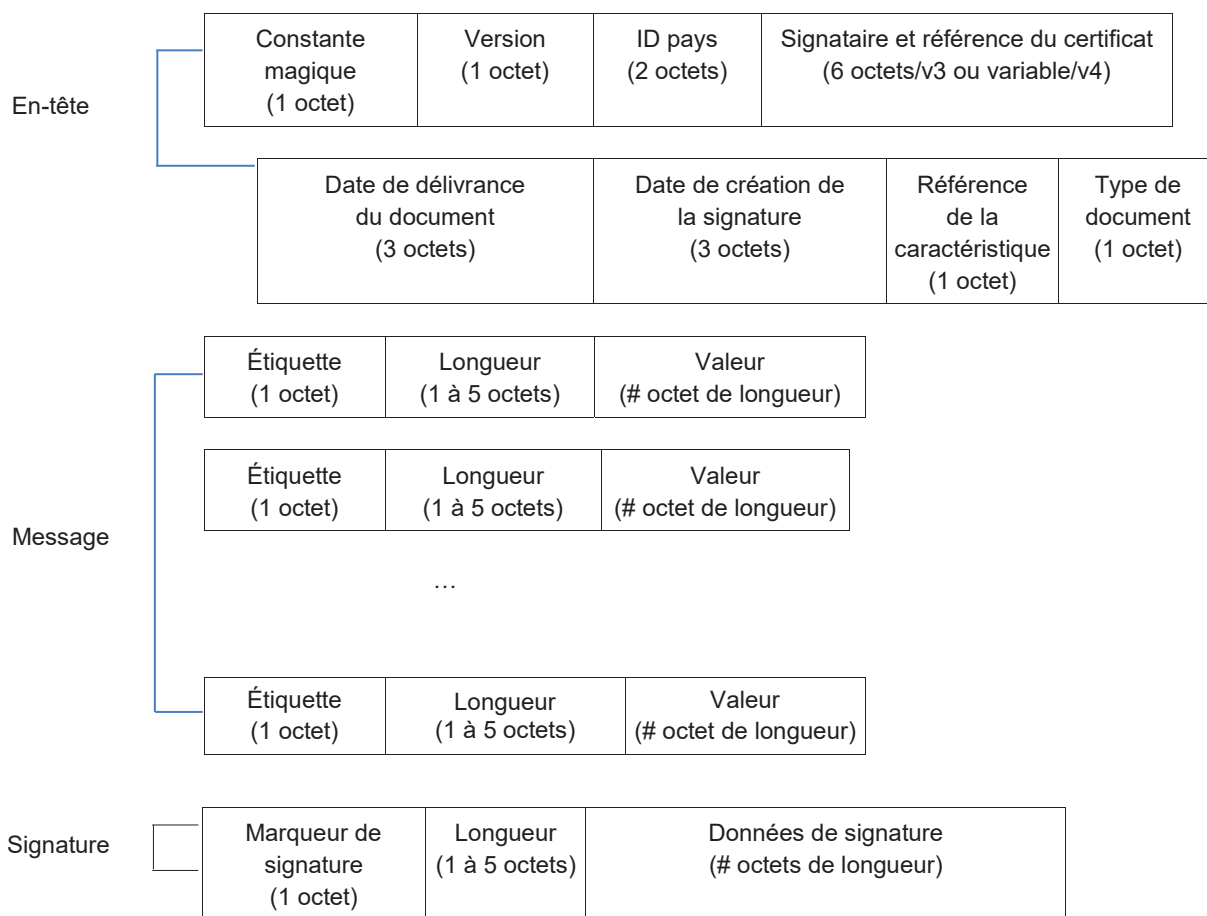 En-tête
Constante
magique
(1 octet)
Version
(1 octet)
ID pays
(2 octets)
Signataire et référence du certificat
(6 octets/v3 ou variable/v4)
Date de délivrance
du document
(3 octets)
Date de création de
la signature
(3 octets)
Référence
de la
caractéristique
(1 octet)
Type de
document
(1 octet)
Message
Étiquette
(1 octet)
Longueur
(1 à 5 octets)
Valeur
(# octet de longueur)
Étiquette
(1 octet)
Longueur
(1 à 5 octets)
Valeur
(# octet de longueur)
…
Étiquette
(1 octet)
Longueur
(1 à 5 octets)
Valeur
(# octet de longueur)
Signature
Marqueur de
signature
(1 octet)
Longueur
(1 à 5 octets)
Données de signature
(# octets de longueur)